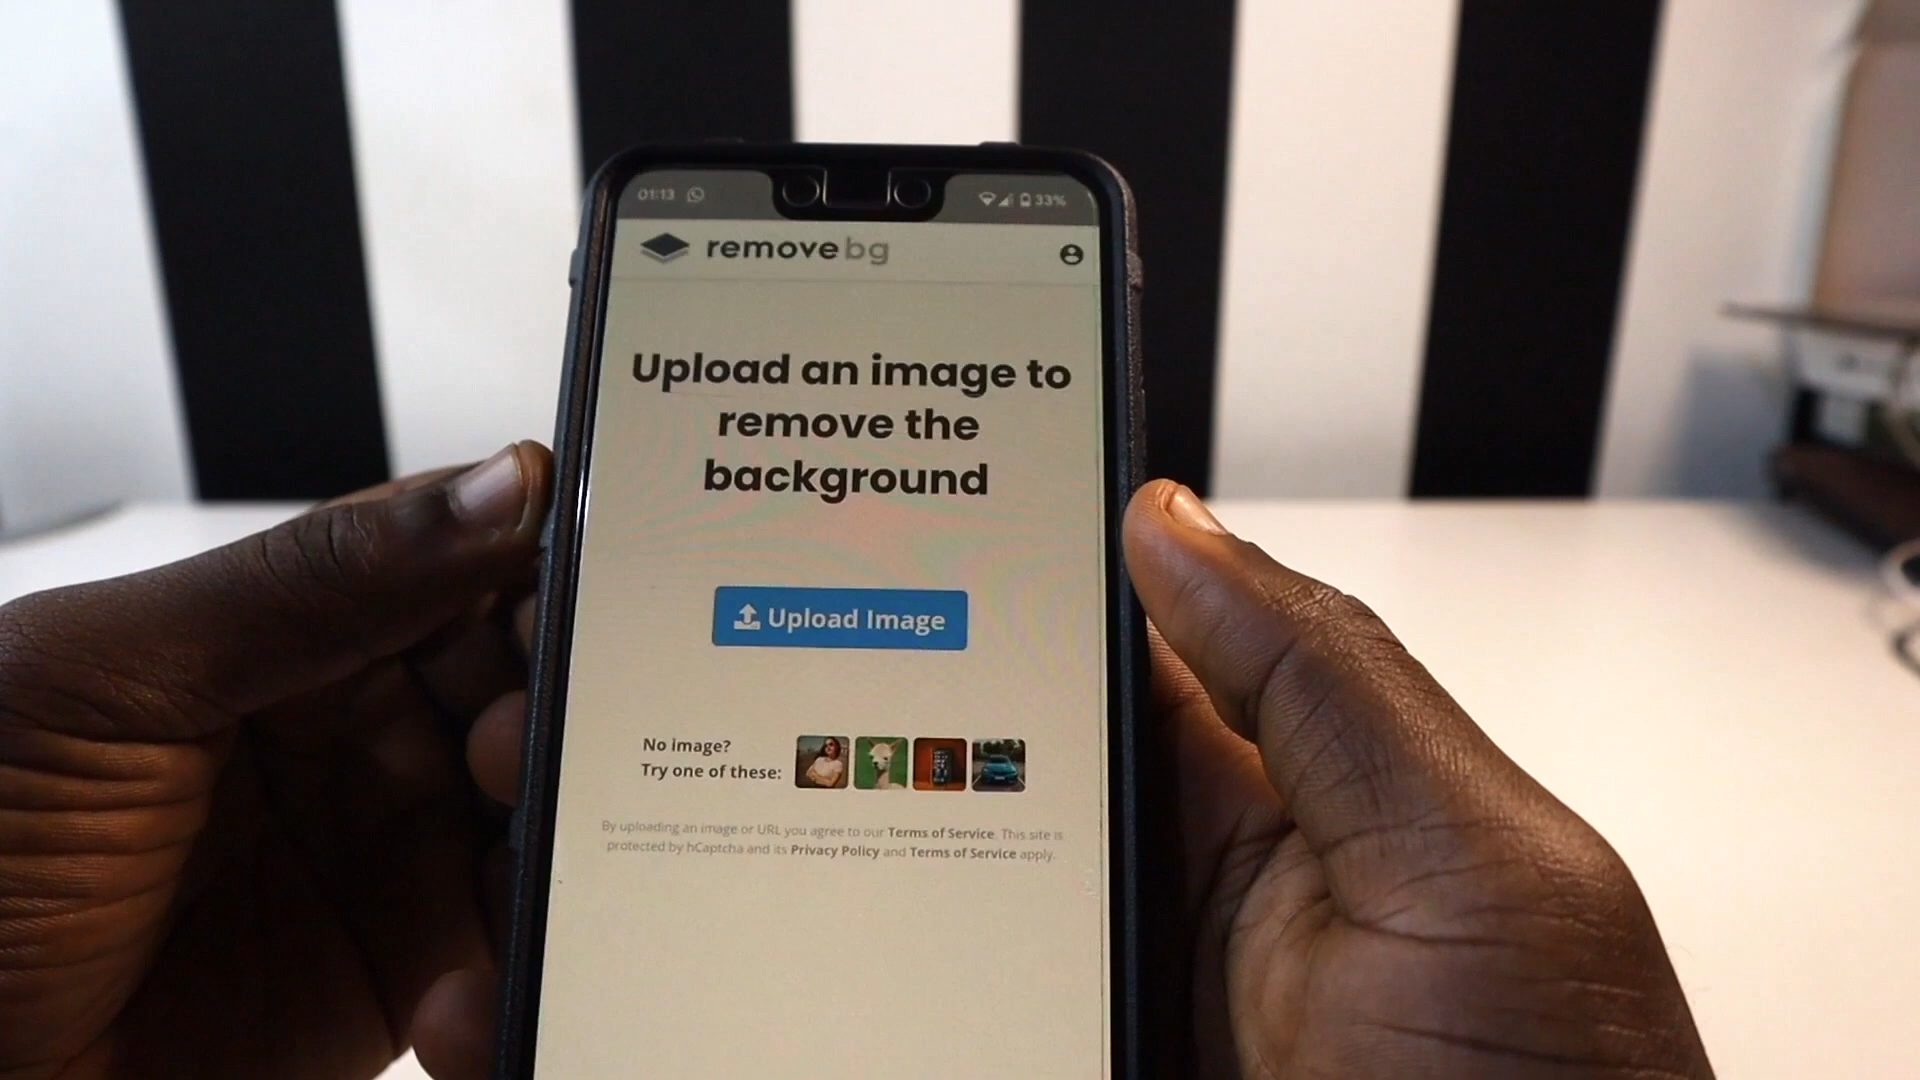 01:13
33%
removebg
Upload an image to
remove the
background
Upload Image
No image?
Try one of these:
By uploading an image or URL you agree to our Terms of Service. This site is
protected by hCaptcha and its Privacy Policy and Terms of Service apply.